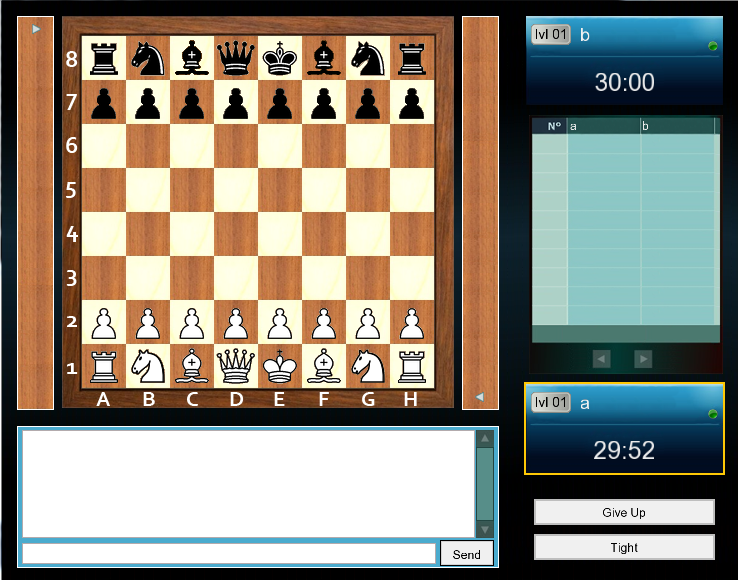 lvl 01 b
30:00
8
7
6
5
4
3
2
1
A B C D E F G H
Nº a b
lvl 01 a
29:52
Give Up
Tight
Send